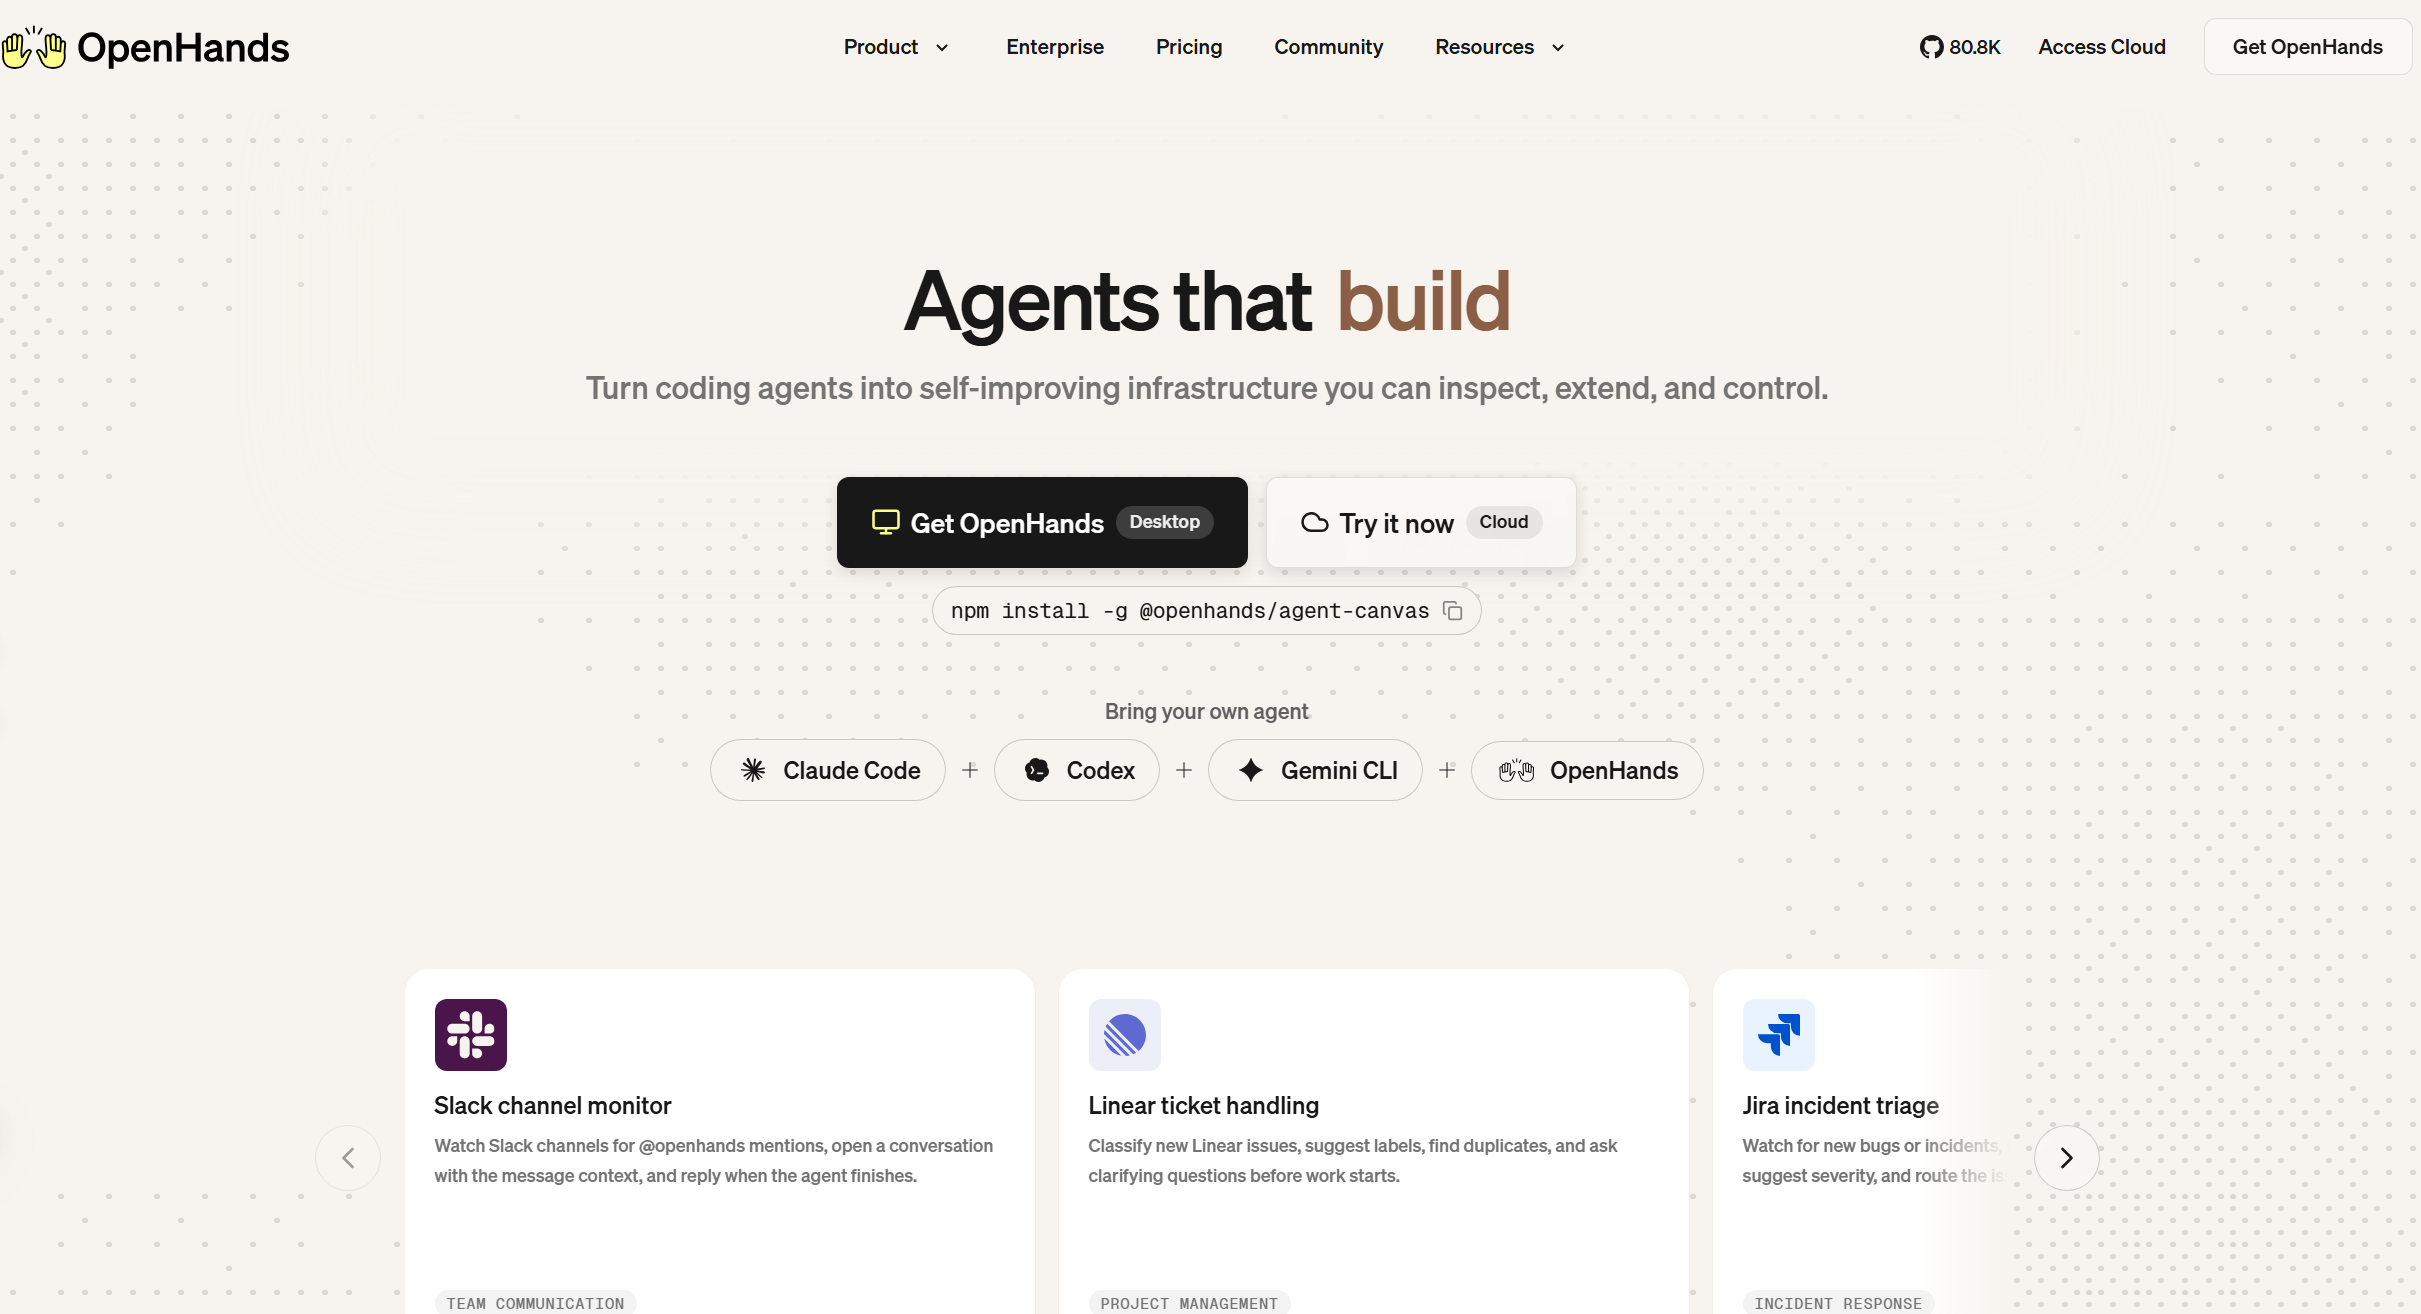 OpenHands
Product
Enterprise
Pricing
Community
Resources
80.8K
Access Cloud
Get OpenHands
Agents that build
Turn coding agents into self-improving infrastructure you can inspect, extend, and control.
Get OpenHands Desktop
Try it now Cloud
npm install -g @openhands/agent-canvas
Bring your own agent
Claude Code + Codex + Gemini CLI + OpenHands
Slack channel monitor
Watch Slack channels for @openhands mentions, open a conversation
with the message context, and reply when the agent finishes.
TEAM COMMUNICATION
Linear ticket handling
Classify new Linear issues, suggest labels, find duplicates, and ask
clarifying questions before work starts.
PROJECT MANAGEMENT
Jira incident triage
Watch for new bugs or incidents,
suggest severity, and route the
INCIDENT RESPONSE